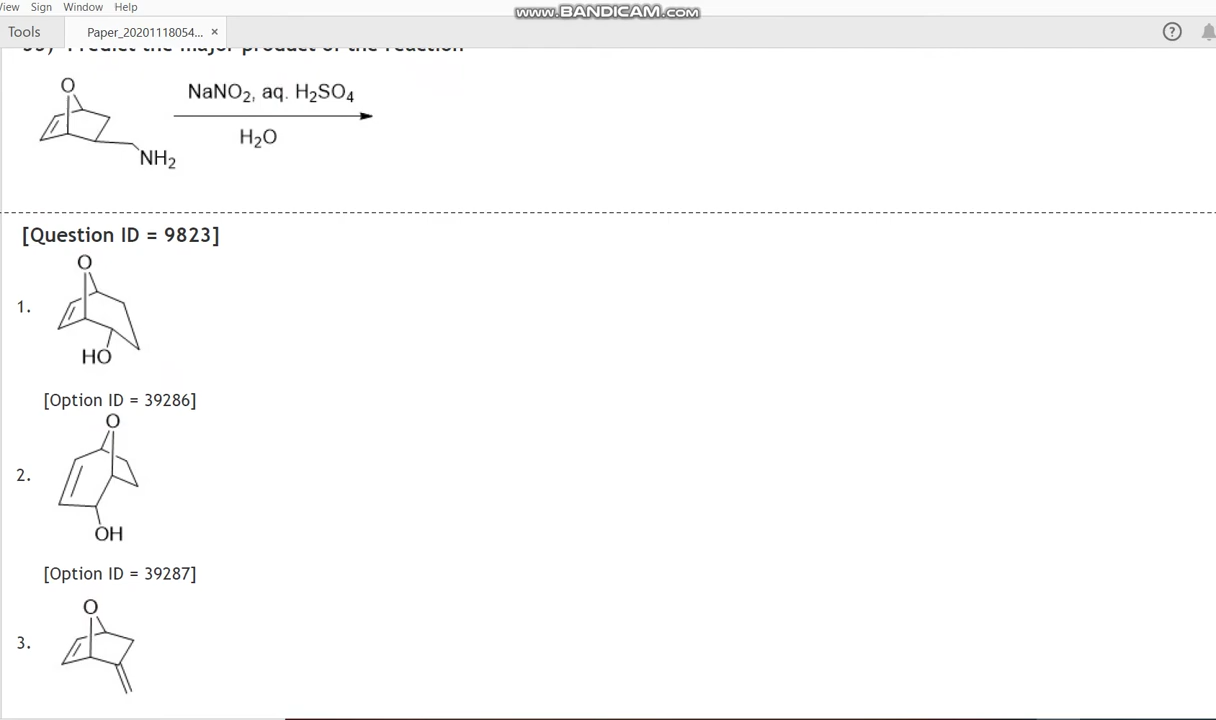 View Sign Window Help
www.BANDICAM.com
Tools Paper_20201118054... × ?
Predict the major product of the reaction
O
NH2
NaNO2, aq. H2SO4
H2O
[Question ID = 9823]
1.
O
HO
[Option ID = 39286]
2.
O
OH
[Option ID = 39287]
3.
O